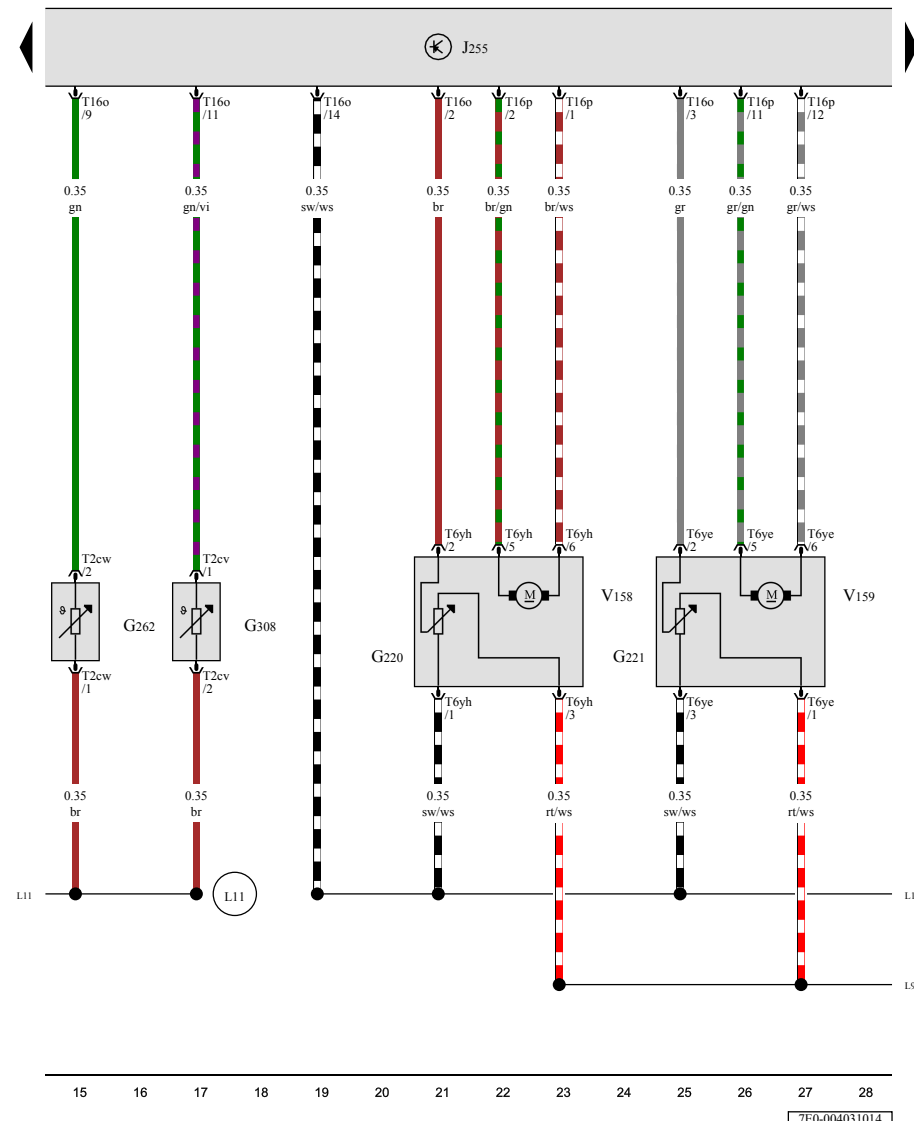 J255
T16o T16o T16o T16o T16p T16p T16o T16p T16p
/9 /11 /14 /2 /2 /1 /3 /11 /12
0.35 0.35 0.35 0.35 0.35 0.35 0.35 0.35 0.35
gn gn/vi sw/ws br br/gn br/ws gr gr/gn gr/ws
T6yh T6yh T6yh T6ye T6ye T6ye
/2 /5 /6 /2 /5 /6
T2cw T2cv
/2 /1
M V158 M V159
ϑ G262 ϑ G308
G220 G221
T2cw T2cv
/1 /2
T6yh T6yh T6ye T6ye
/1 /3 /3 /1
0.35 0.35 0.35 0.35 0.35 0.35
br br sw/ws rt/ws sw/ws rt/ws
L11 L11
15 16 17 18 19 20 21 22 23 24 25 26 27 28
7E0-004031014